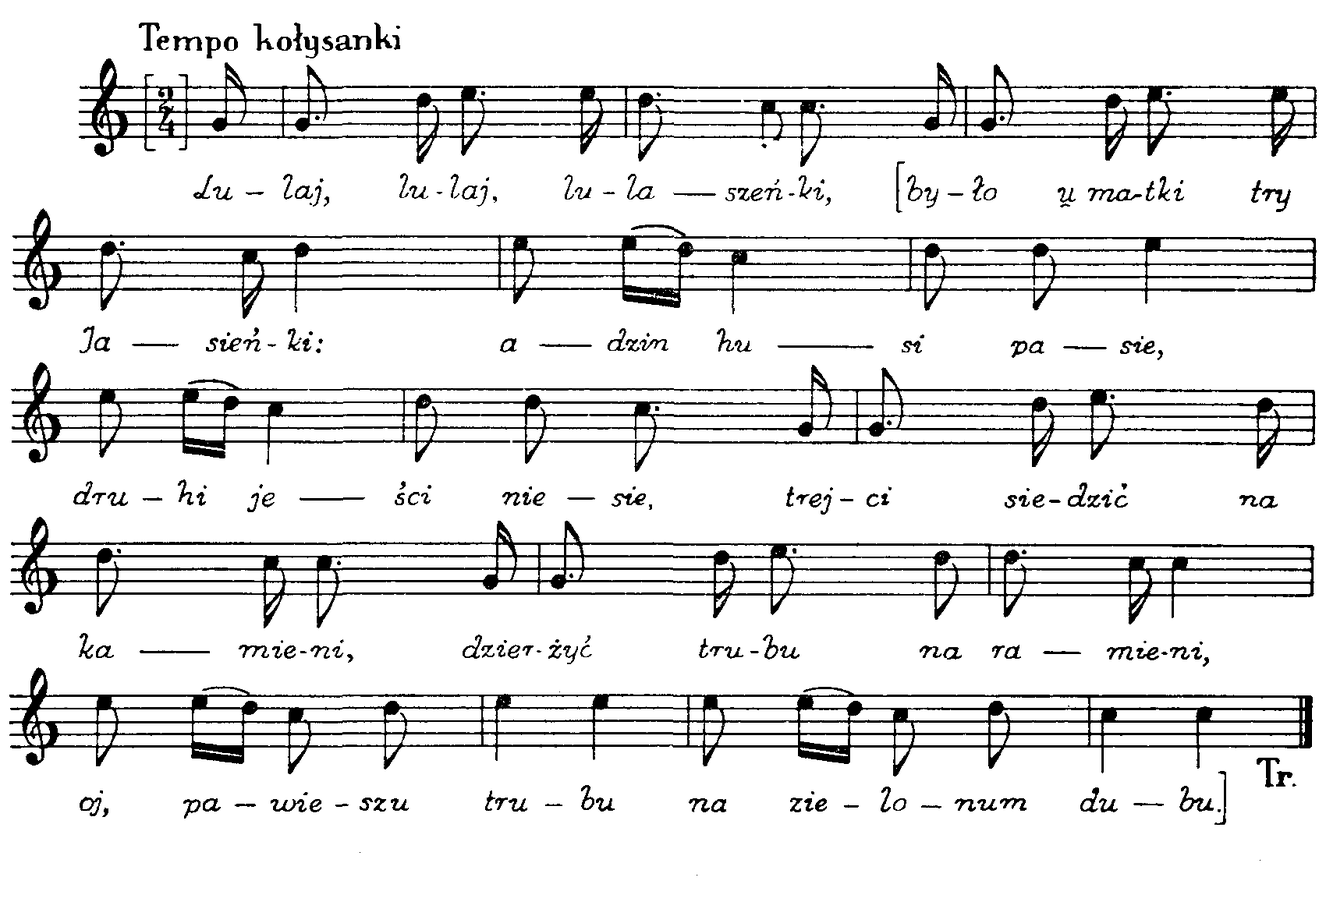 Tempo kołysanki
[2/4]
Lu – laj, lu - laj, lu – la — szeń - ki, [by – ło ṷ ma - tki try
Ja — sień - ki: a — dzin hu — si pa — sie,
dru – hi je — ści nie — sie, trej – ci sie – dzić na
ka — mie - ni, dzier - żyć tru - bu na ra — mie - ni,
oj, pa – wie – szu tru – bu na zie – lo – num du — bu.]
Tr.